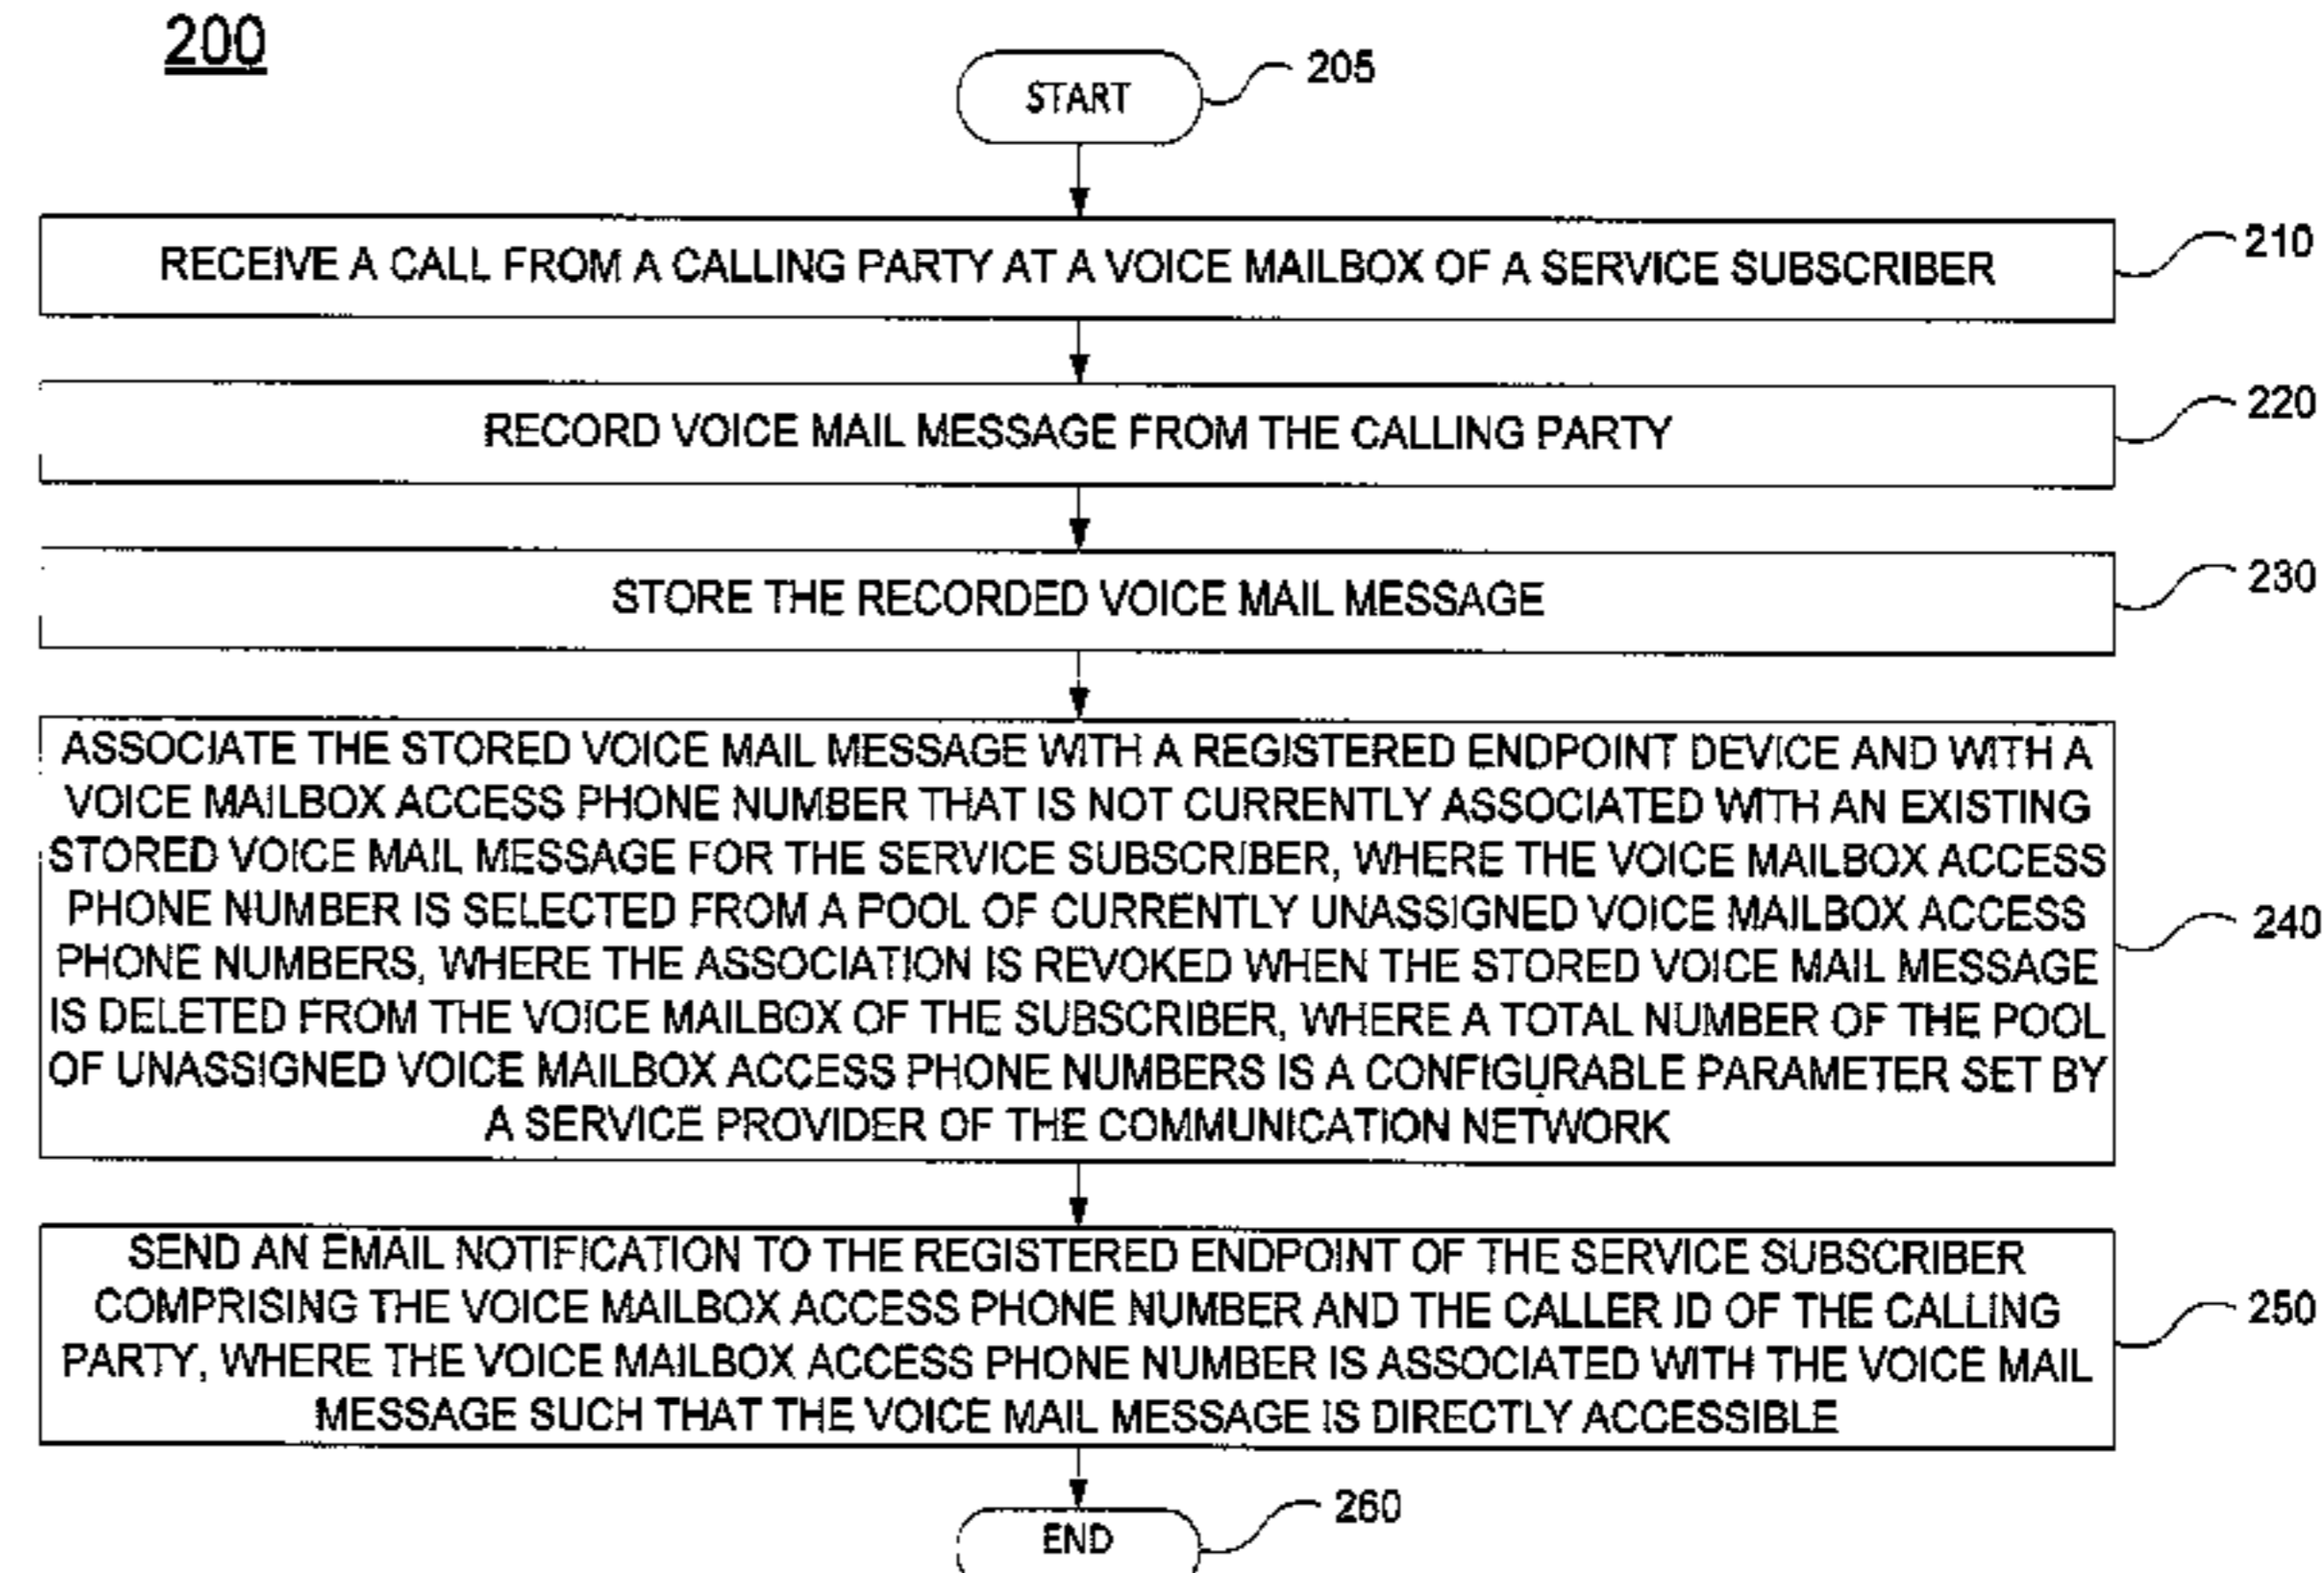 200
START
205
RECEIVE A CALL FROM A CALLING PARTY AT A VOICE MAILBOX OF A SERVICE SUBSCRIBER
210
RECORD VOICE MAIL MESSAGE FROM THE CALLING PARTY
220
STORE THE RECORDED VOICE MAIL MESSAGE
230
ASSOCIATE THE STORED VOICE MAIL MESSAGE WITH A REGISTERED ENDPOINT DEVICE AND WITH A
VOICE MAILBOX ACCESS PHONE NUMBER THAT IS NOT CURRENTLY ASSOCIATED WITH AN EXISTING
STORED VOICE MAIL MESSAGE FOR THE SERVICE SUBSCRIBER, WHERE THE VOICE MAILBOX ACCESS
PHONE NUMBER IS SELECTED FROM A POOL OF CURRENTLY UNASSIGNED VOICE MAILBOX ACCESS
PHONE NUMBERS, WHERE THE ASSOCIATION IS REVOKED WHEN THE STORED VOICE MAIL MESSAGE
IS DELETED FROM THE VOICE MAILBOX OF THE SUBSCRIBER, WHERE A TOTAL NUMBER OF THE POOL
OF UNASSIGNED VOICE MAILBOX ACCESS PHONE NUMBERS IS A CONFIGURABLE PARAMETER SET BY
A SERVICE PROVIDER OF THE COMMUNICATION NETWORK
240
SEND AN EMAIL NOTIFICATION TO THE REGISTERED ENDPOINT OF THE SERVICE SUBSCRIBER
COMPRISING THE VOICE MAILBOX ACCESS PHONE NUMBER AND THE CALLER ID OF THE CALLING
PARTY, WHERE THE VOICE MAILBOX ACCESS PHONE NUMBER IS ASSOCIATED WITH THE VOICE MAIL
MESSAGE SUCH THAT THE VOICE MAIL MESSAGE IS DIRECTLY ACCESSIBLE
250
END
260